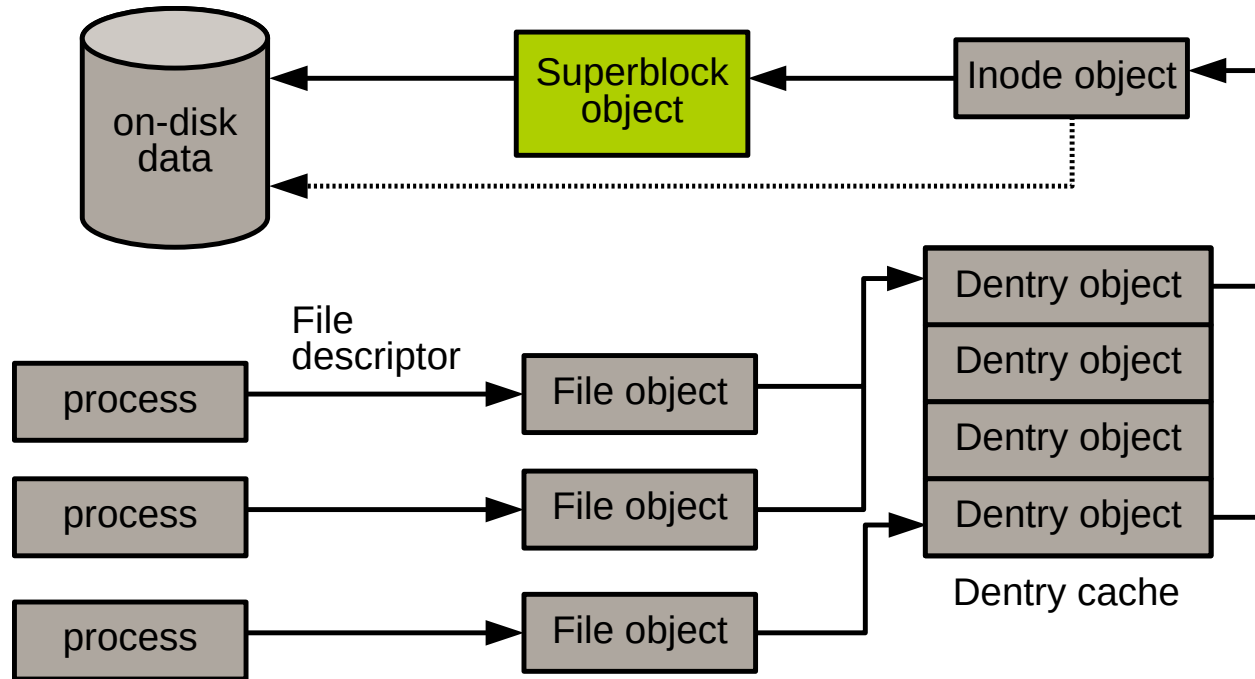 on-disk
data
Superblock
object
Inode object
File
descriptor
process
process
process
File object
File object
File object
Dentry object
Dentry object
Dentry object
Dentry object
Dentry cache